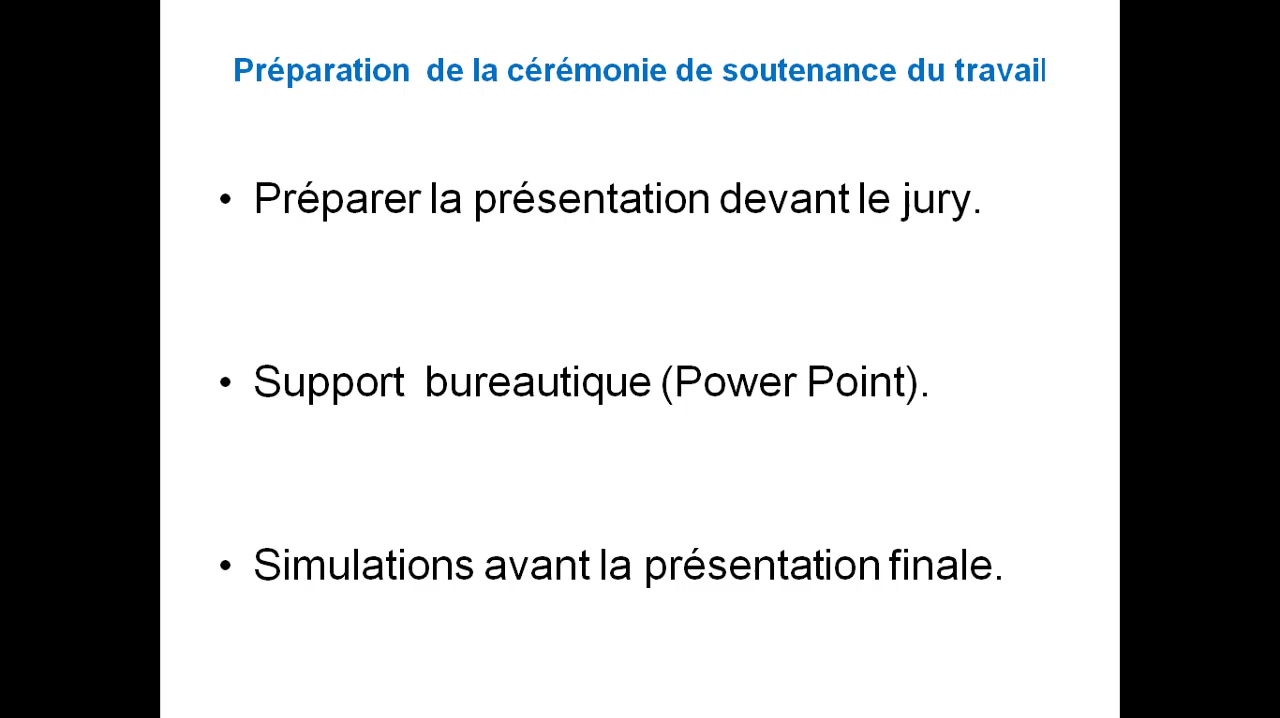 Préparation de la cérémonie de soutenance du travail
• Préparer la présentation devant le jury.
• Support bureautique (Power Point).
• Simulations avant la présentation finale.